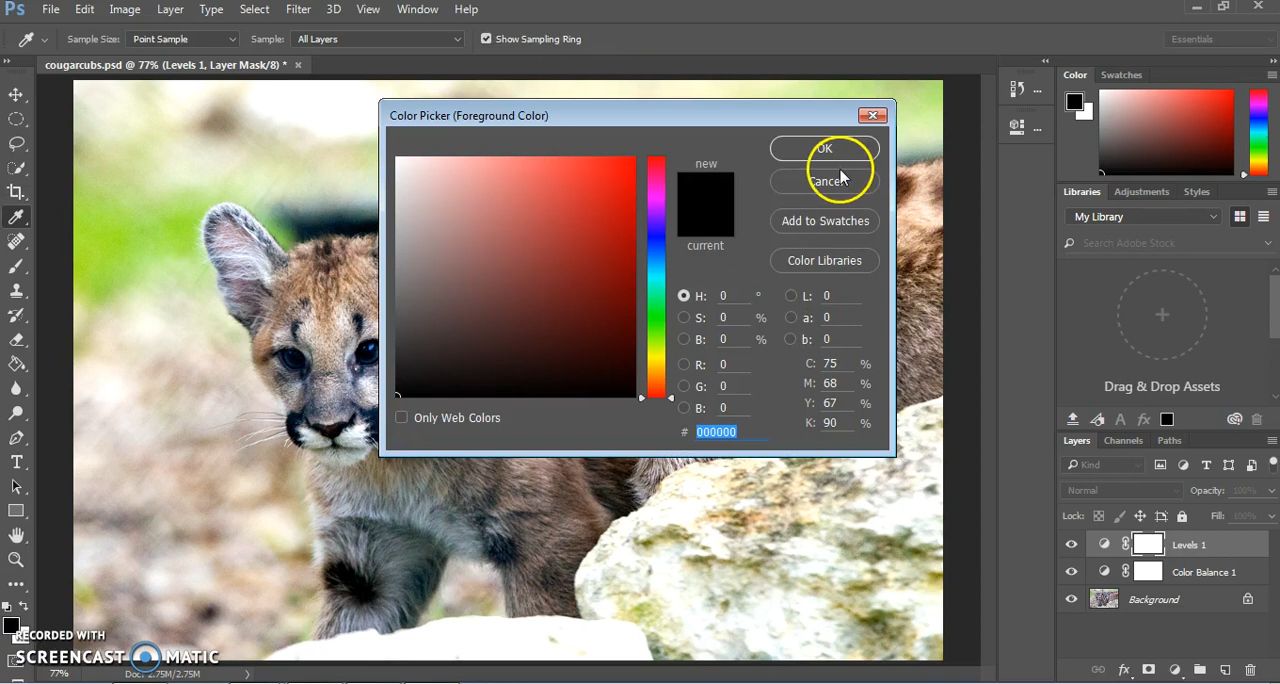 Ps File Edit Image Layer Type Select Filter 3D View Window Help
Sample Size: Point Sample Sample: All Layers Show Sampling Ring Essentials
cougarcubs.psd @ 77% (Levels 1, Layer Mask/8) * ×
Color Picker (Foreground Color)
new
current
OK
Cancel
Add to Swatches
Color Libraries
H: 0 ° L: 0
S: 0 % a: 0
B: 0 % b: 0
R: 0 C: 75 %
G: 0 M: 68 %
B: 0 Y: 67 %
# 000000 K: 90 %
Only Web Colors
Color Swatches
Libraries Adjustments Styles
My Library
Search Adobe Stock
Drag & Drop Assets
Layers Channels Paths
Kind
Normal Opacity: 100%
Lock: Fill: 100%
Levels 1
Color Balance 1
Background
RECORDED WITH
SCREENCAST MATIC
77% Doc: 2.75M/2.75M